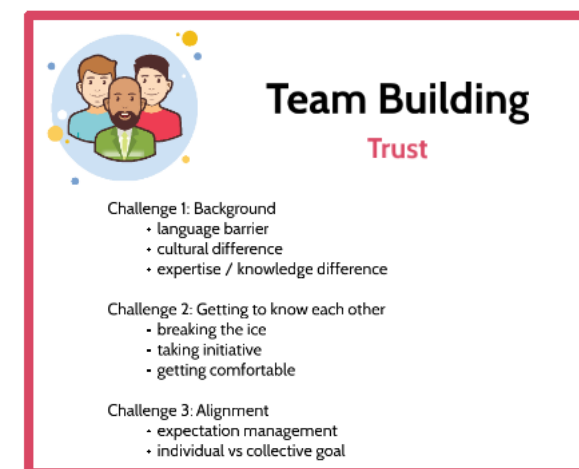 Team Building
Trust
Challenge 1: Background
+ language barrier
+ cultural difference
+ expertise / knowledge difference
Challenge 2: Getting to know each other
- breaking the ice
- taking initiative
- getting comfortable
Challenge 3: Alignment
+ expectation management
+ individual vs collective goal